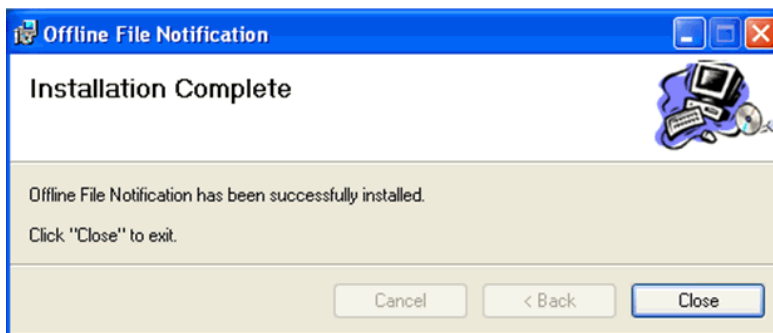 Offline File Notification
Installation Complete
Offline File Notification has been successfully installed.
Click "Close" to exit.
Cancel
< Back
Close